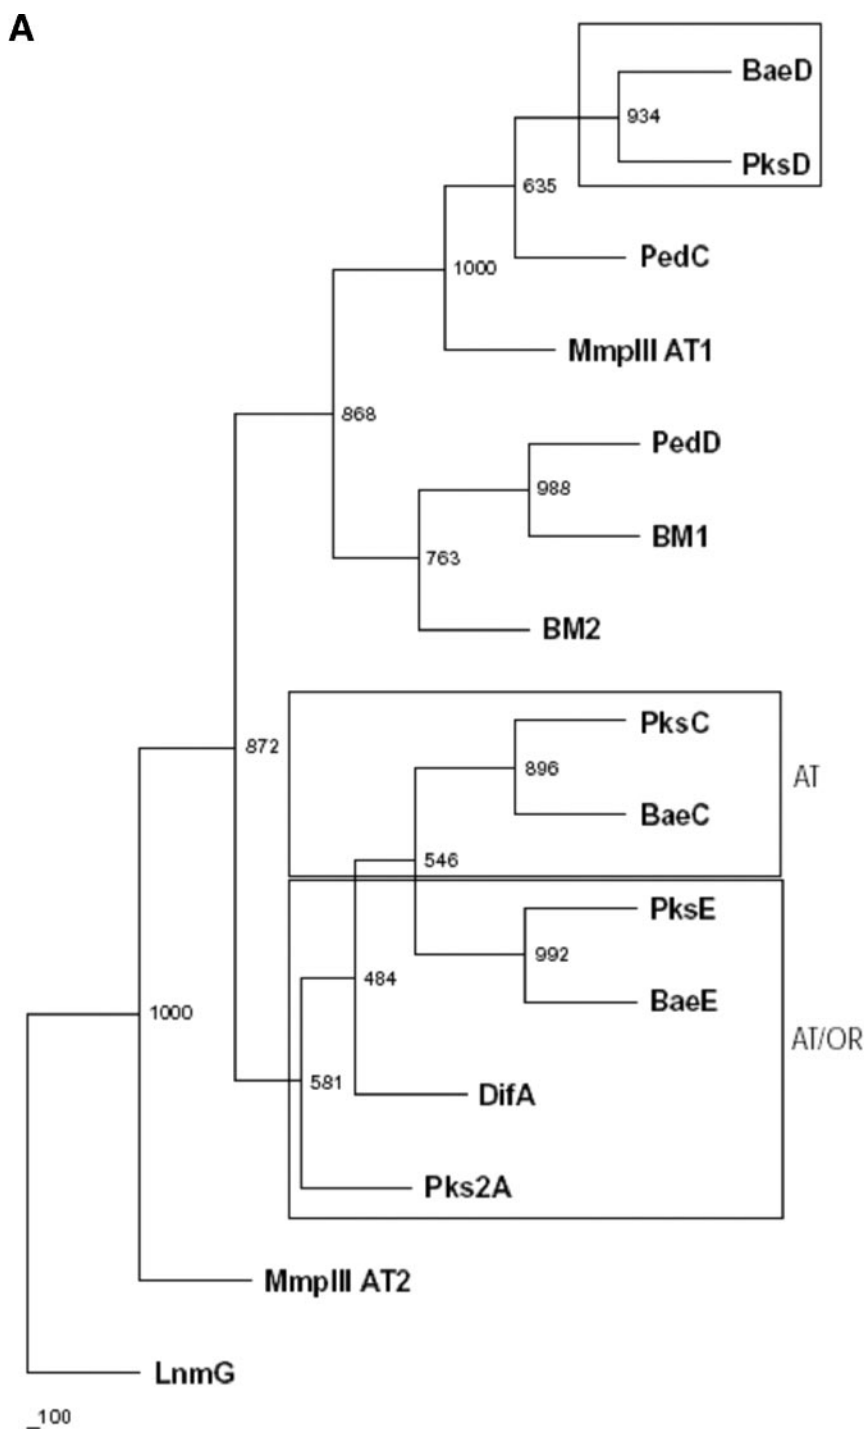 A
BaeD
934
PksD
635
PedC
1000
MmpIII AT1
868
PedD
988
BM1
763
BM2
PksC
872
896
AT
BaeC
546
PksE
992
484
BaeE
1000
AT/OR
581
DifA
Pks2A
MmpIII AT2
LnmG
_100